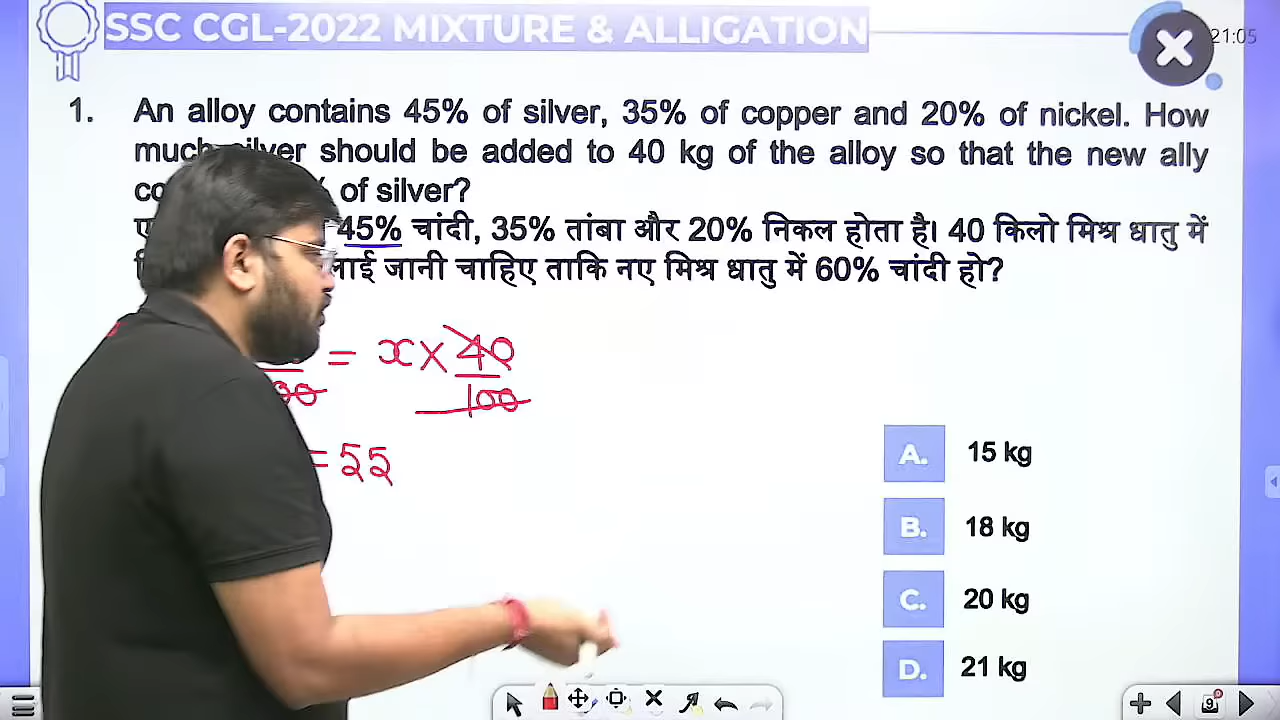 SSC CGL-2022 MIXTURE & ALLIGATION
21:05
1. An alloy contains 45% of silver, 35% of copper and 20% of nickel. How
much silver should be added to 40 kg of the alloy so that the new ally
of silver?
45% चांदी, 35% तांबा और 20% निकल होता है। 40 किलो मिश्र धातु में
जानी चाहिए ताकि नए मिश्र धातु में 60% चांदी हो?
= x × 40
100
= 55
A. 15 kg
B. 18 kg
C. 20 kg
D. 21 kg
9